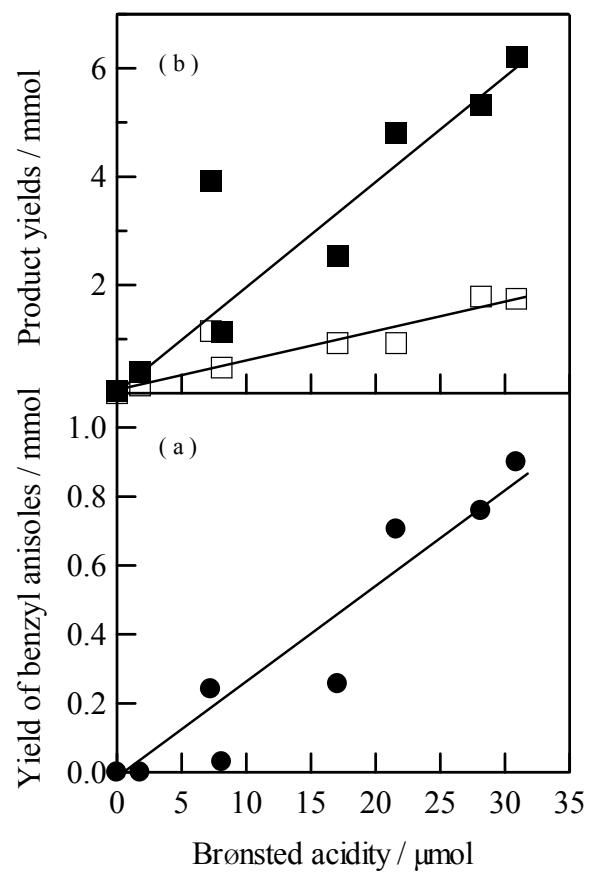 Product yields / mmol
6
4
2
( b )
Yield of benzyl anisoles / mmol
1.0
0.8
0.6
0.4
0.2
0.0
( a )
0 5 10 15 20 25 30 35
Brønsted acidity / μmol